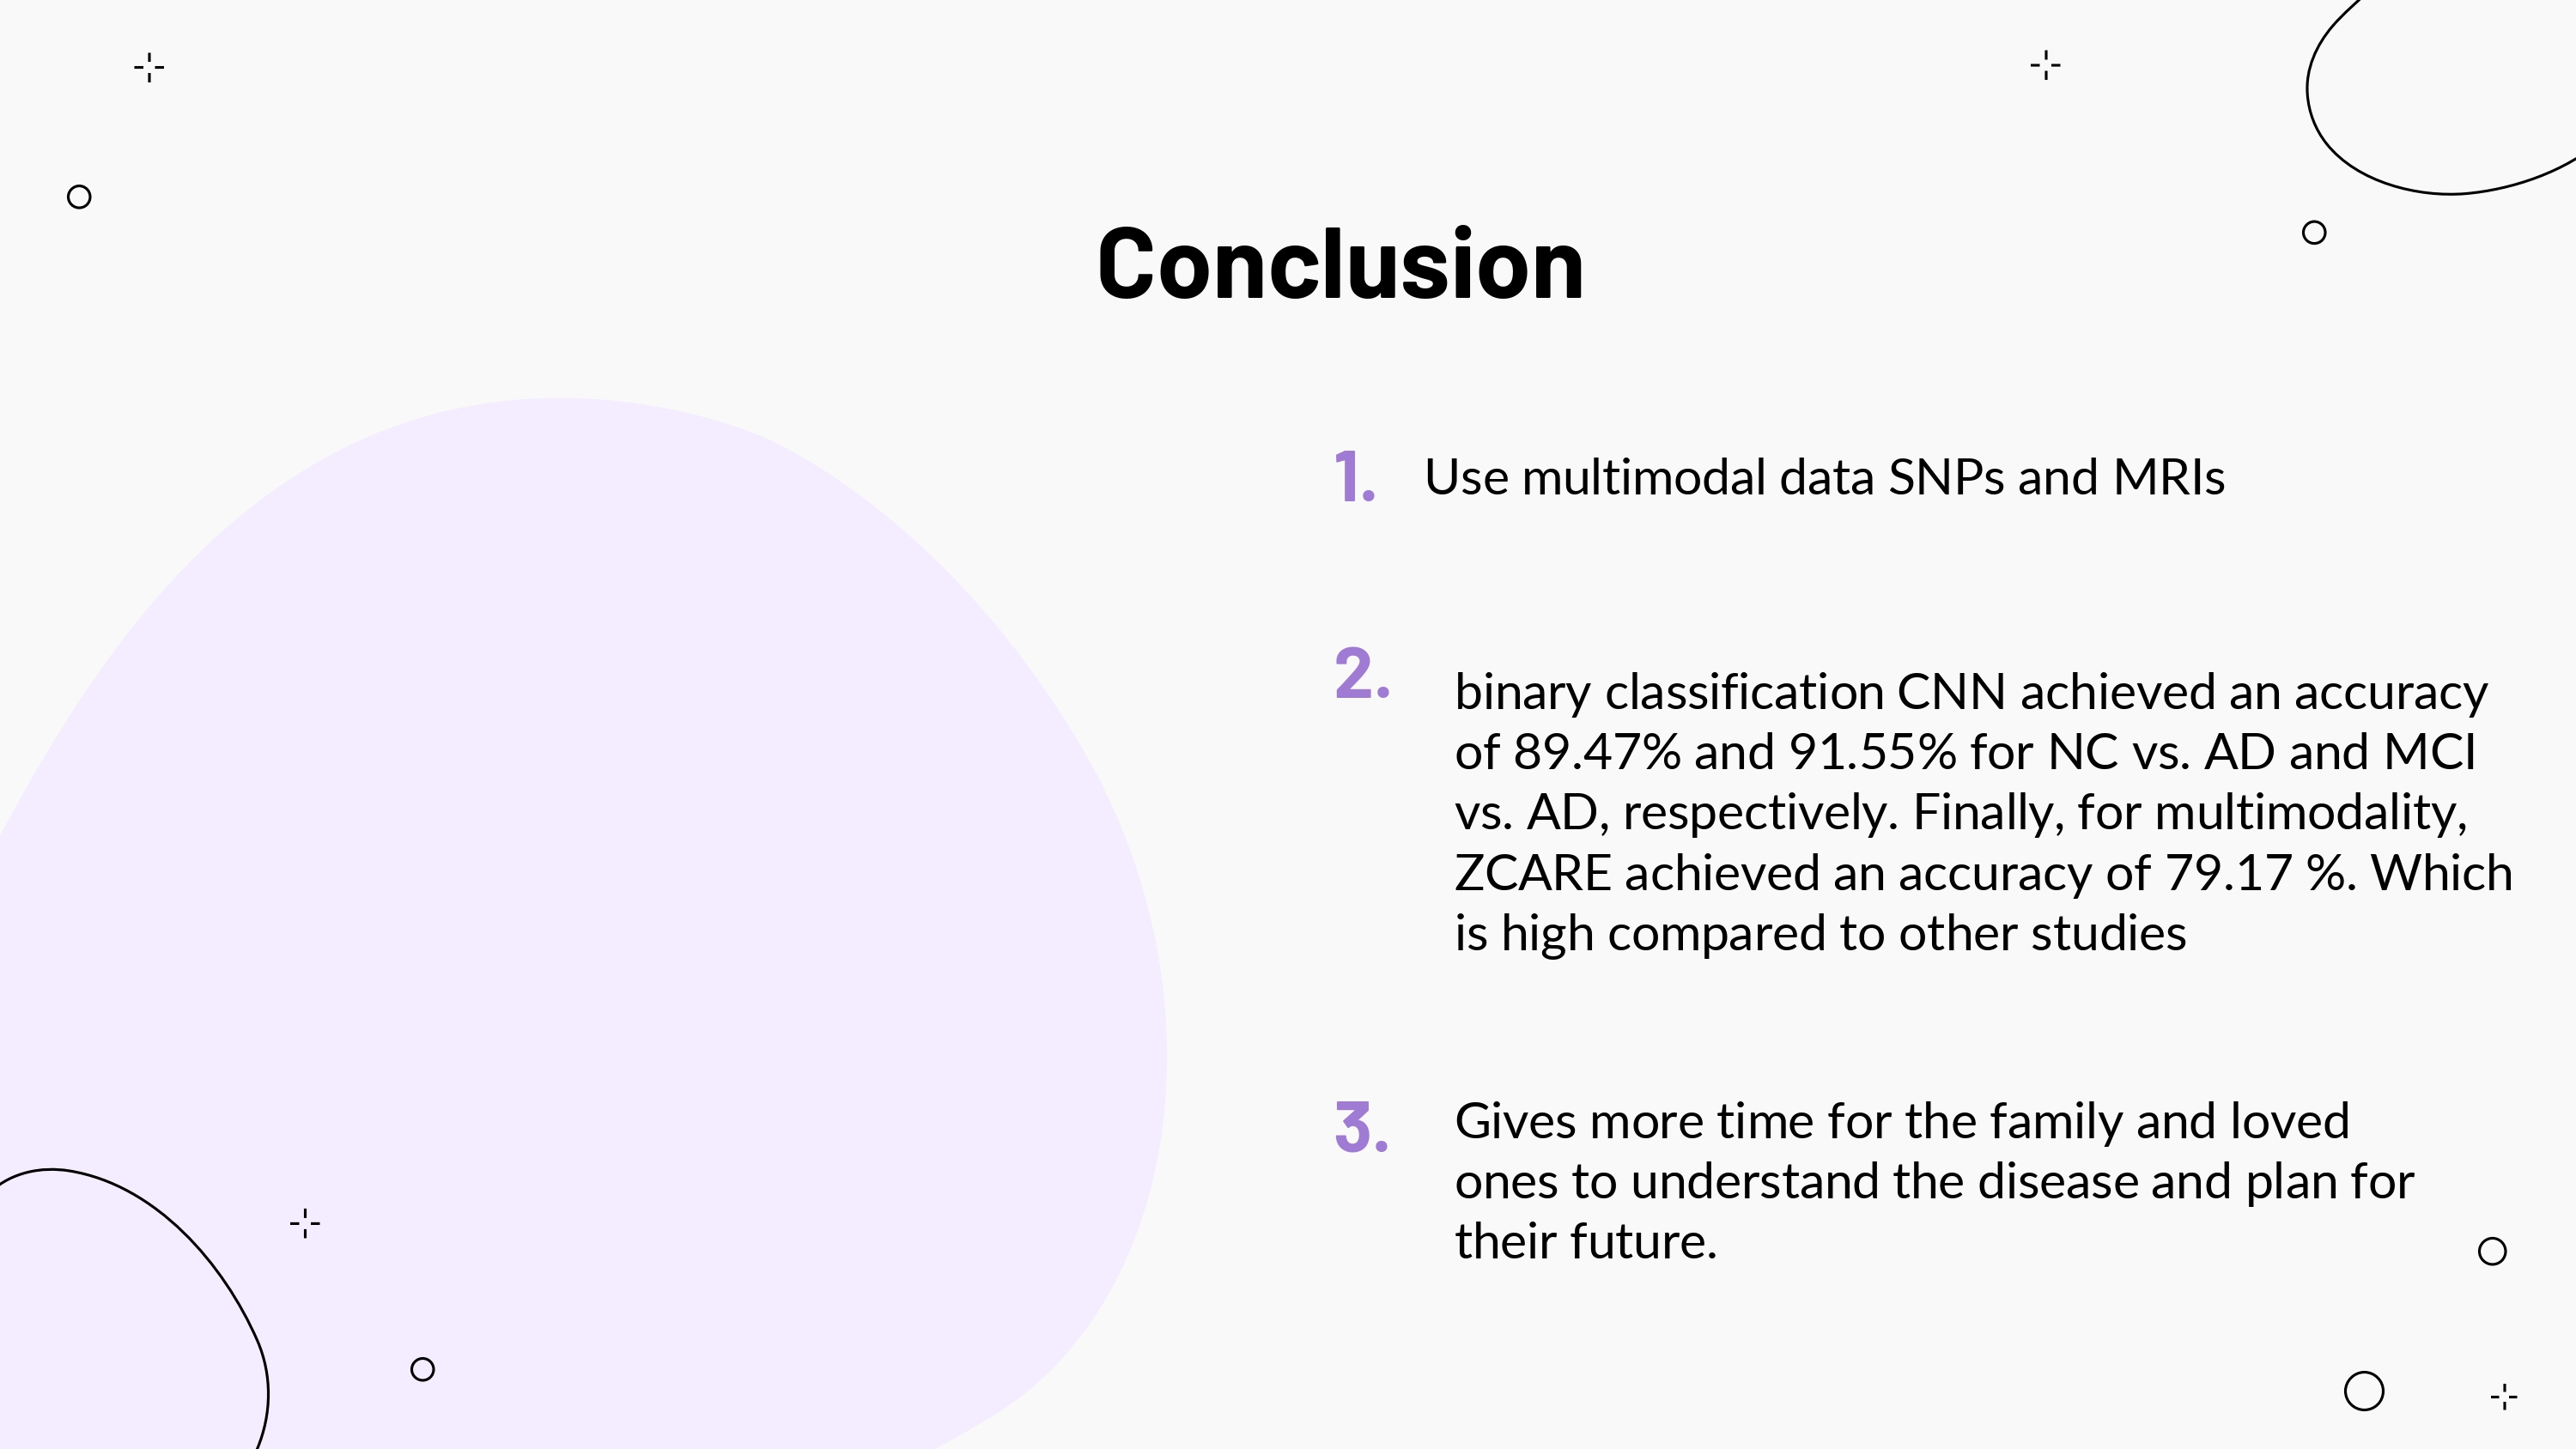 Conclusion
1. Use multimodal data SNPs and MRIs
2. binary classification CNN achieved an accuracy
of 89.47% and 91.55% for NC vs. AD and MCI
vs. AD, respectively. Finally, for multimodality,
ZCARE achieved an accuracy of 79.17 %. Which
is high compared to other studies
3. Gives more time for the family and loved
ones to understand the disease and plan for
their future.